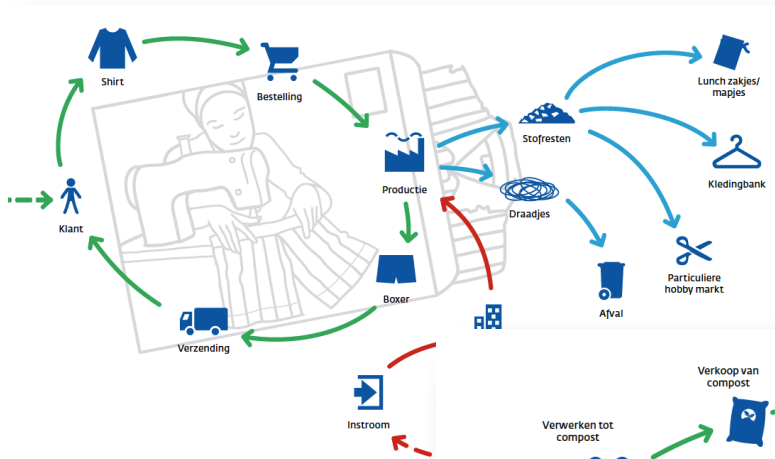 Shirt
Bestelling
Lunch zakjes/
mapjes
Stofresten
Kledingbank
Productie
Draadjes
Klant
Particuliere
hobby markt
Boxer
Afval
Verzending
Verkoop van
compost
Instroom
Verwerken tot
compost